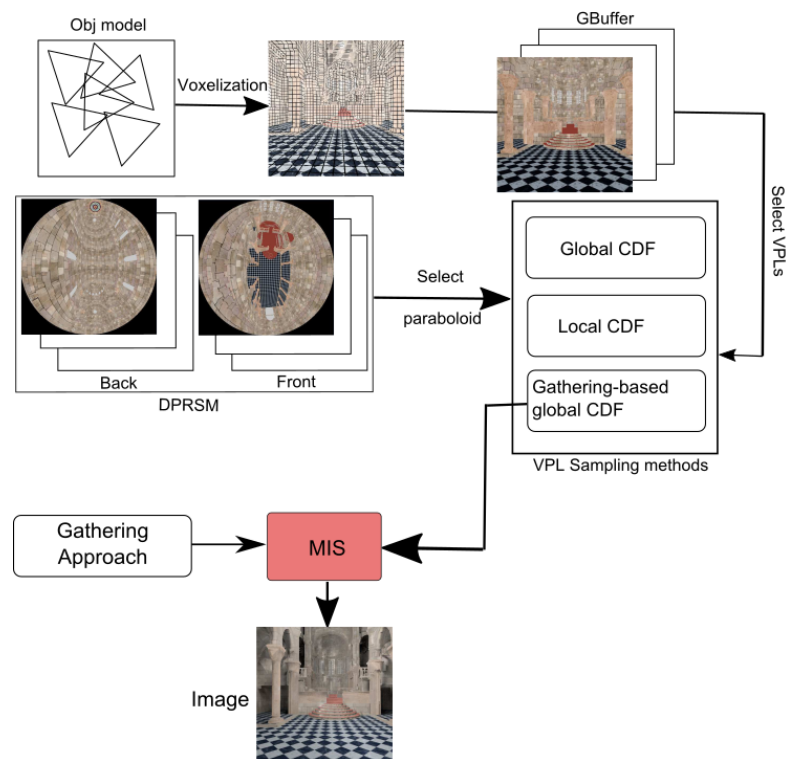 Obj model
Voxelization
GBuffer
Select VPLs
Back
Front
DPRSM
Select
paraboloid
Global CDF
Local CDF
Gathering-based
global CDF
VPL Sampling methods
Gathering
Approach
MIS
Image